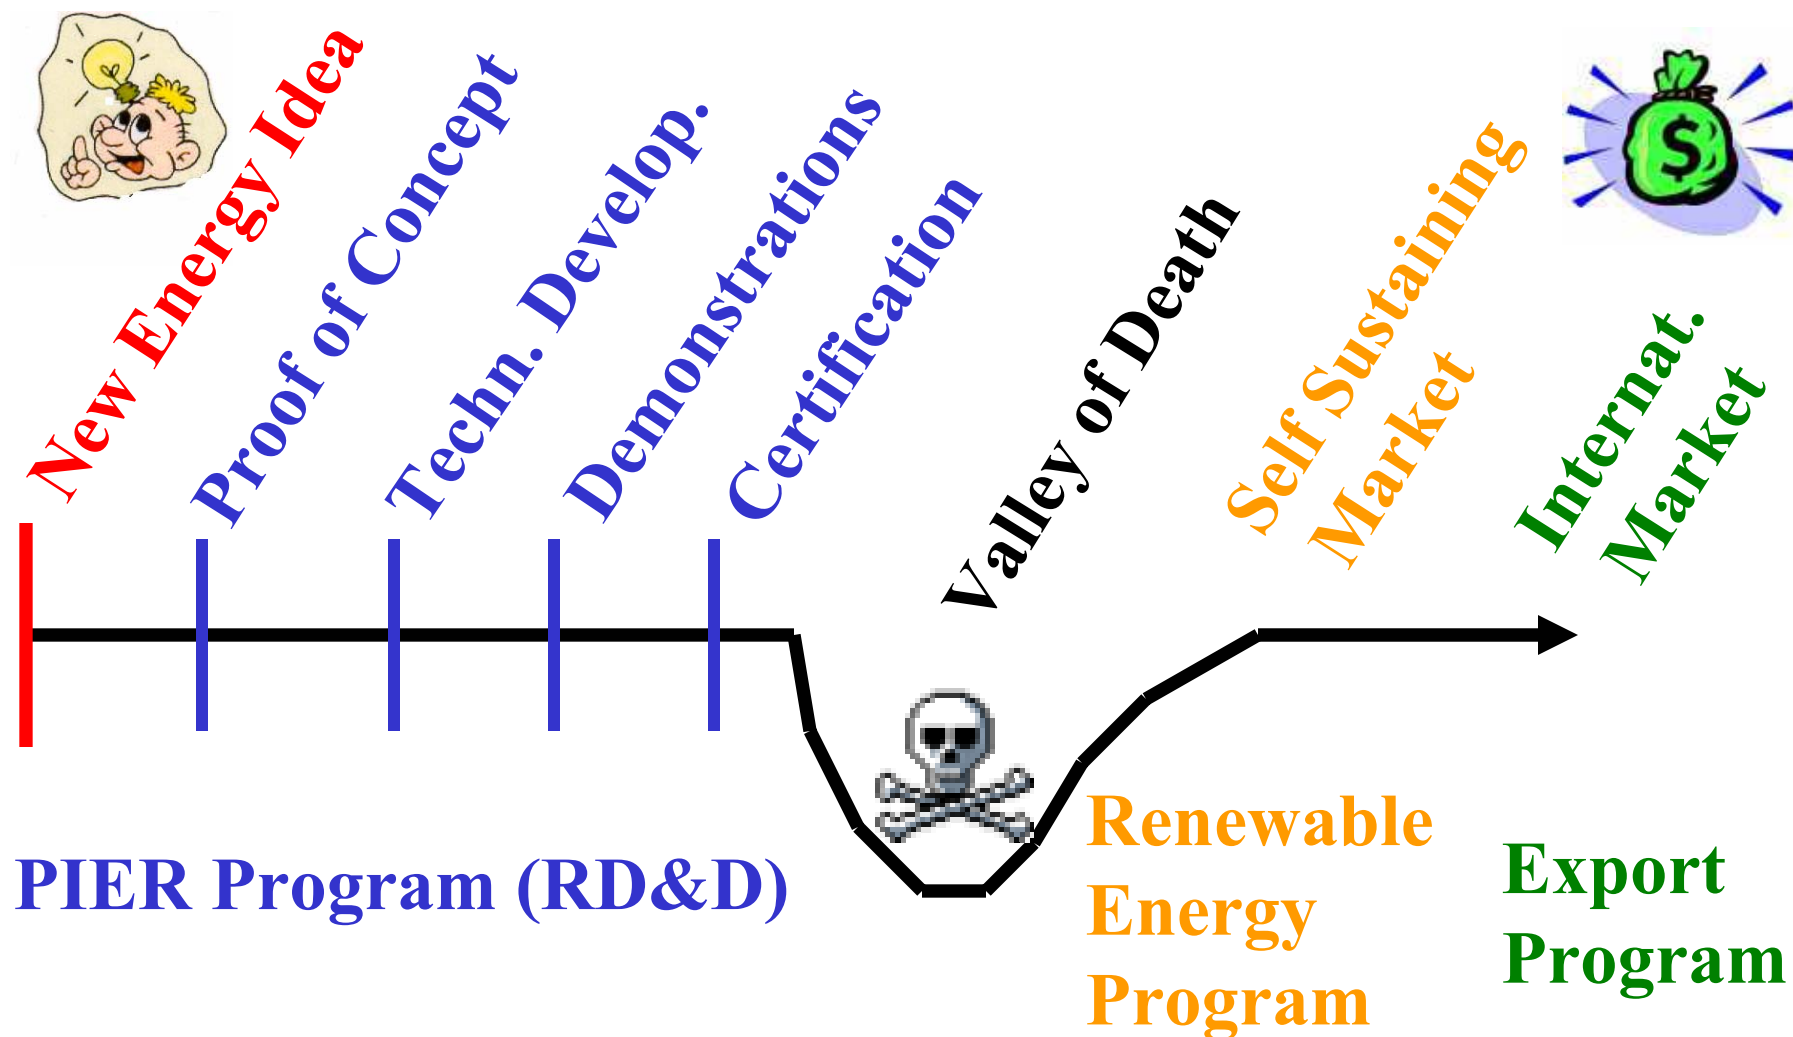 New Energy Idea
Proof of Concept
Techn. Develop.
Demonstrations
Certification
Valley of Death
Self Sustaining
Market
Internat.
Market
$
PIER Program (RD&D)
Renewable
Energy
Program
Export
Program